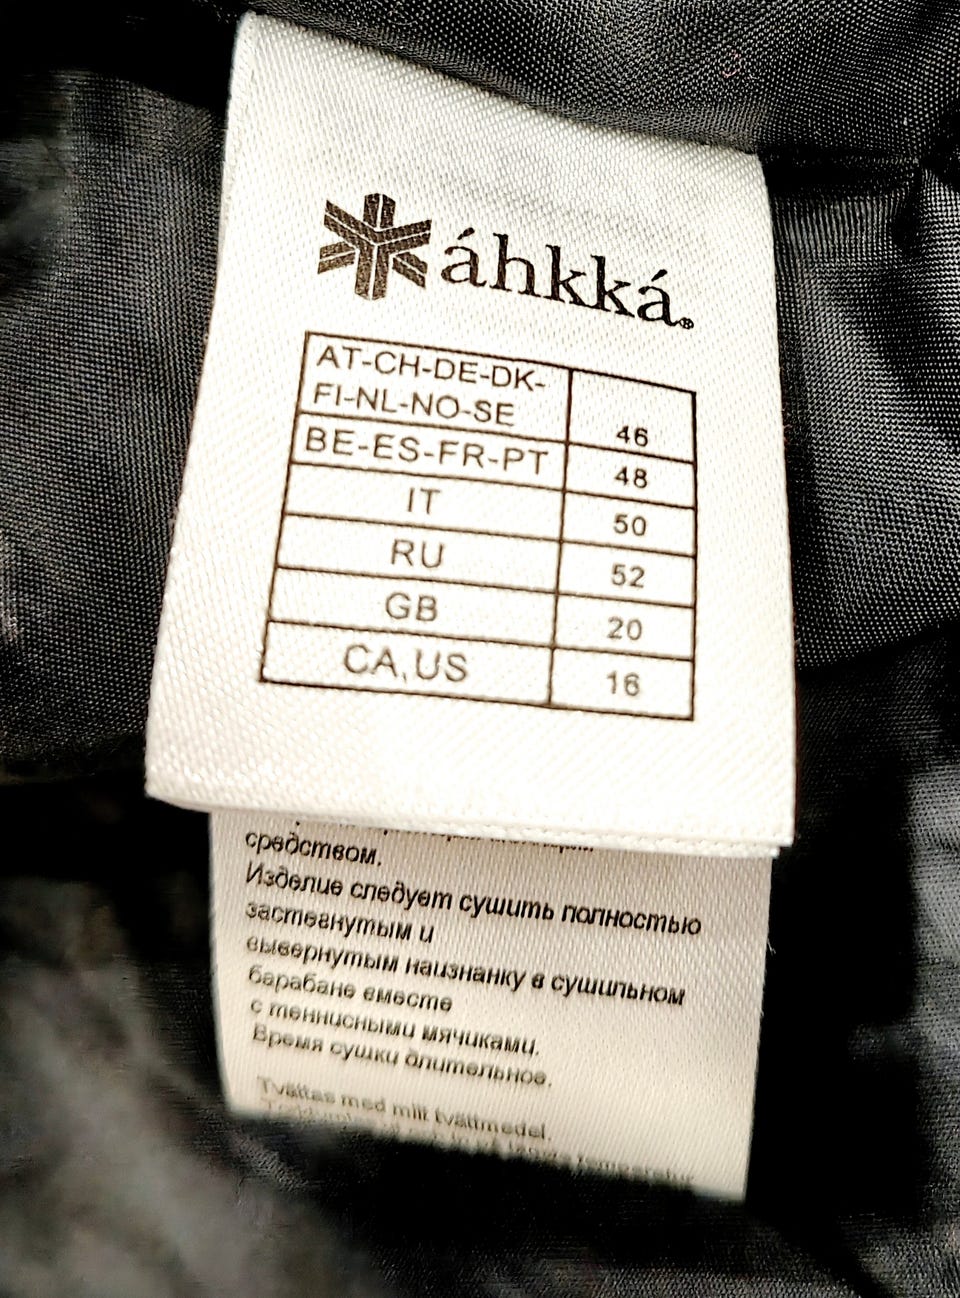 áhkká®
AT-CH-DE-DK-
FI-NL-NO-SE 46
BE-ES-FR-PT 48
IT 50
RU 52
GB 20
CA,US 16
средством.
Изделие следует сушить полностью
застегнутым и
вывернутым наизнанку в сушильном
барабане вместе
с теннисными мячиками.
Время сушки длительное.
Tvättas med milt tvättmedel.
temperatur